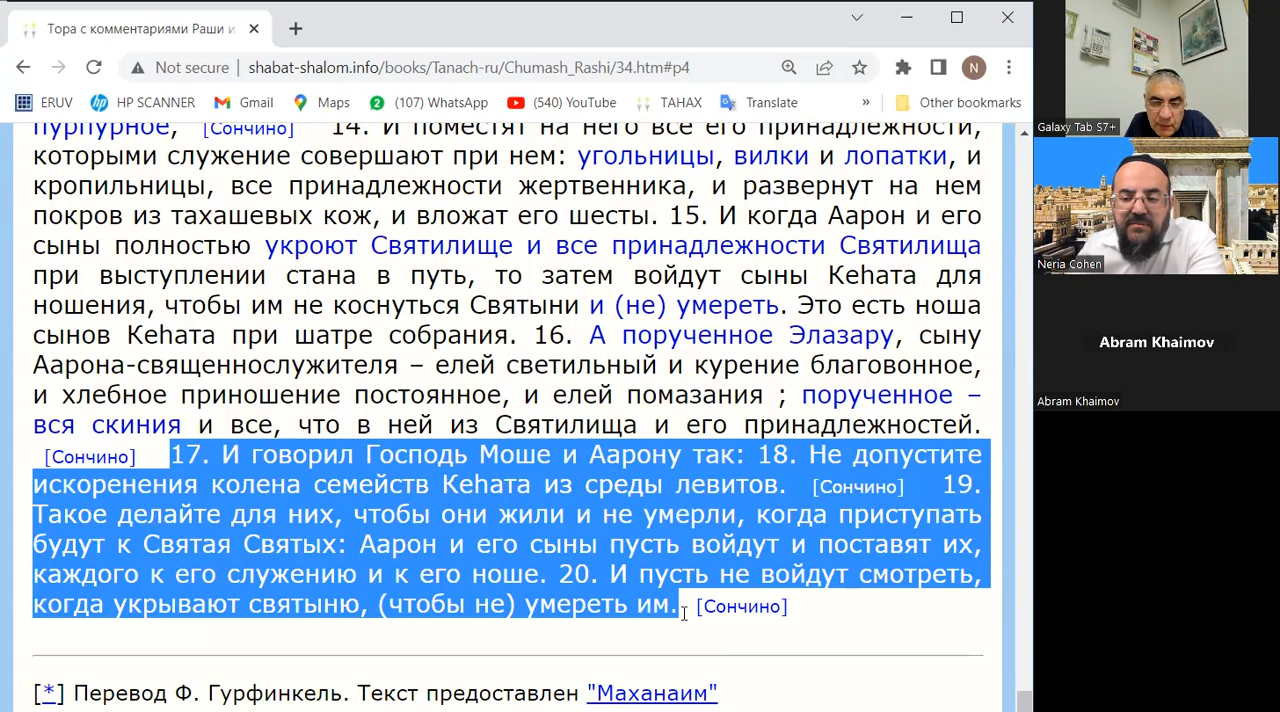 Тора с комментариями Раши и
Not secure | shabat-shalom.info/books/Tanach-ru/Chumash_Rashi/34.htm#p4
N
ERUV HP SCANNER Gmail Maps (107) WhatsApp (540) YouTube TAHAX Translate » Other bookmarks
пурпурное, [Сончино] 14. И поместят на него все его принадлежности,
которыми служение совершают при нем: угольницы, вилки и лопатки, и
кропильницы, все принадлежности жертвенника, и развернут на нем
покров из тахашевых кож, и вложат его шесты. 15. И когда Аарон и его
сыны полностью укроют Святилище и все принадлежности Святилища
при выступлении стана в путь, то затем войдут сыны Кеhата для
ношения, чтобы им не коснуться Святыни и (не) умереть. Это есть ноша
сынов Кеhата при шатре собрания. 16. А порученное Элазару, сыну
Аарона-священнослужителя – елей светильный и курение благовонное,
и хлебное приношение постоянное, и елей помазания ; порученное –
вся скиния и все, что в ней из Святилища и его принадлежностей.
[Сончино] 17. И говорил Господь Моше и Аарону так: 18. Не допустите
искоренения колена семейств Кеhата из среды левитов. [Сончино] 19.
Такое делайте для них, чтобы они жили и не умерли, когда приступать
будут к Святая Святых: Аарон и его сыны пусть войдут и поставят их,
каждого к его служению и к его ноше. 20. И пусть не войдут смотреть,
когда укрывают святыню, (чтобы не) умереть им. [Сончино]
[*] Перевод Ф. Гурфинкель. Текст предоставлен "Маханаим"
Galaxy Tab S7+
Neria Cohen
Abram Khaimov
Abram Khaimov